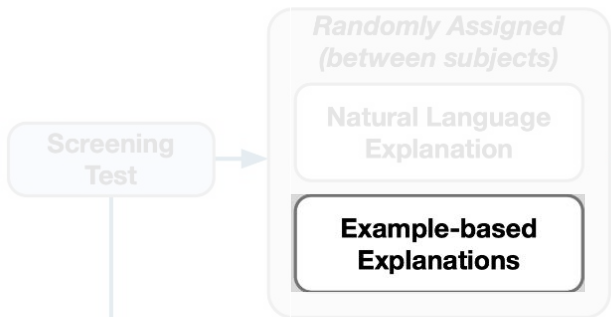 Randomly Assigned
(between subjects)
Natural Language
Explanation
Screening
Test
Example-based
Explanations